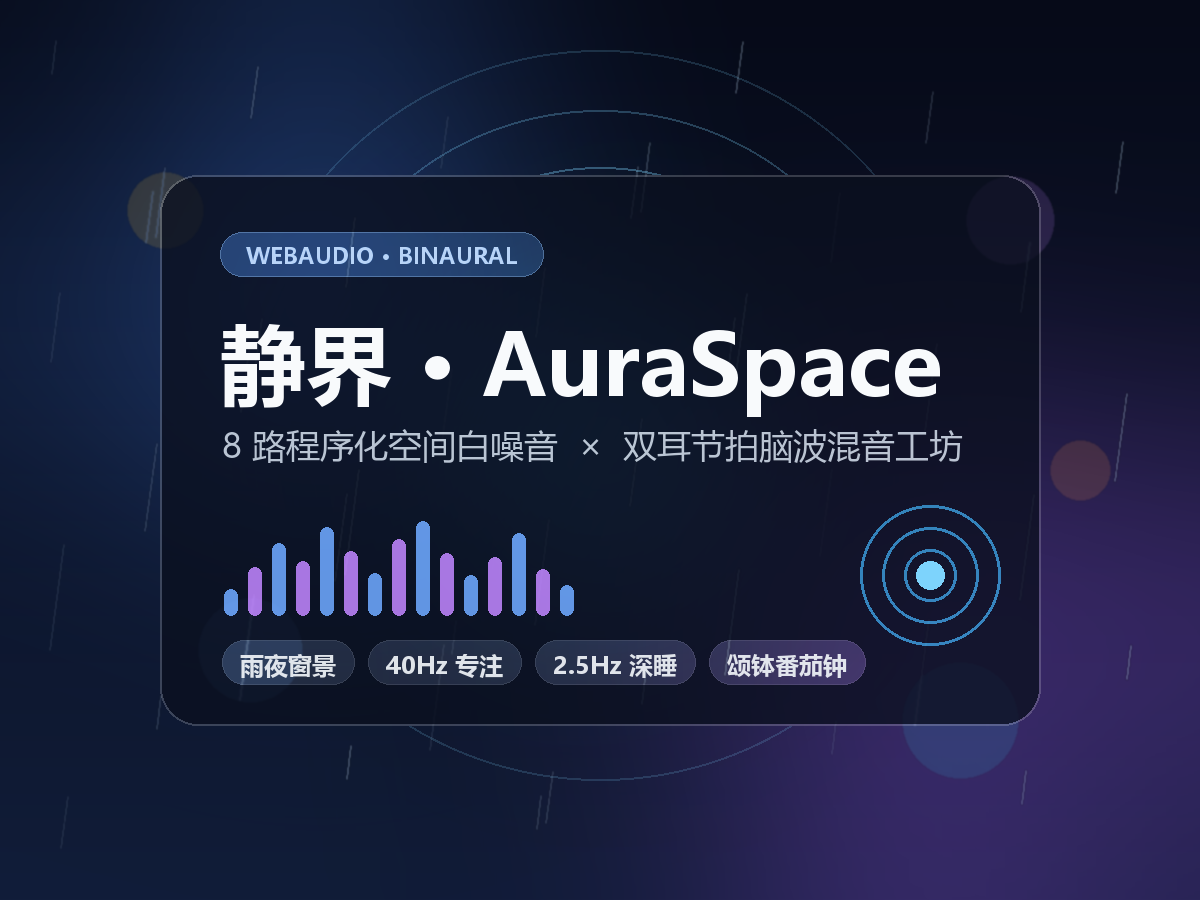 WEBAUDIO • BINAURAL
静界 • AuraSpace
8 路程序化空间白噪音 × 双耳节拍脑波混音工坊
雨夜窗景
40Hz 专注
2.5Hz 深睡
颂钵番茄钟